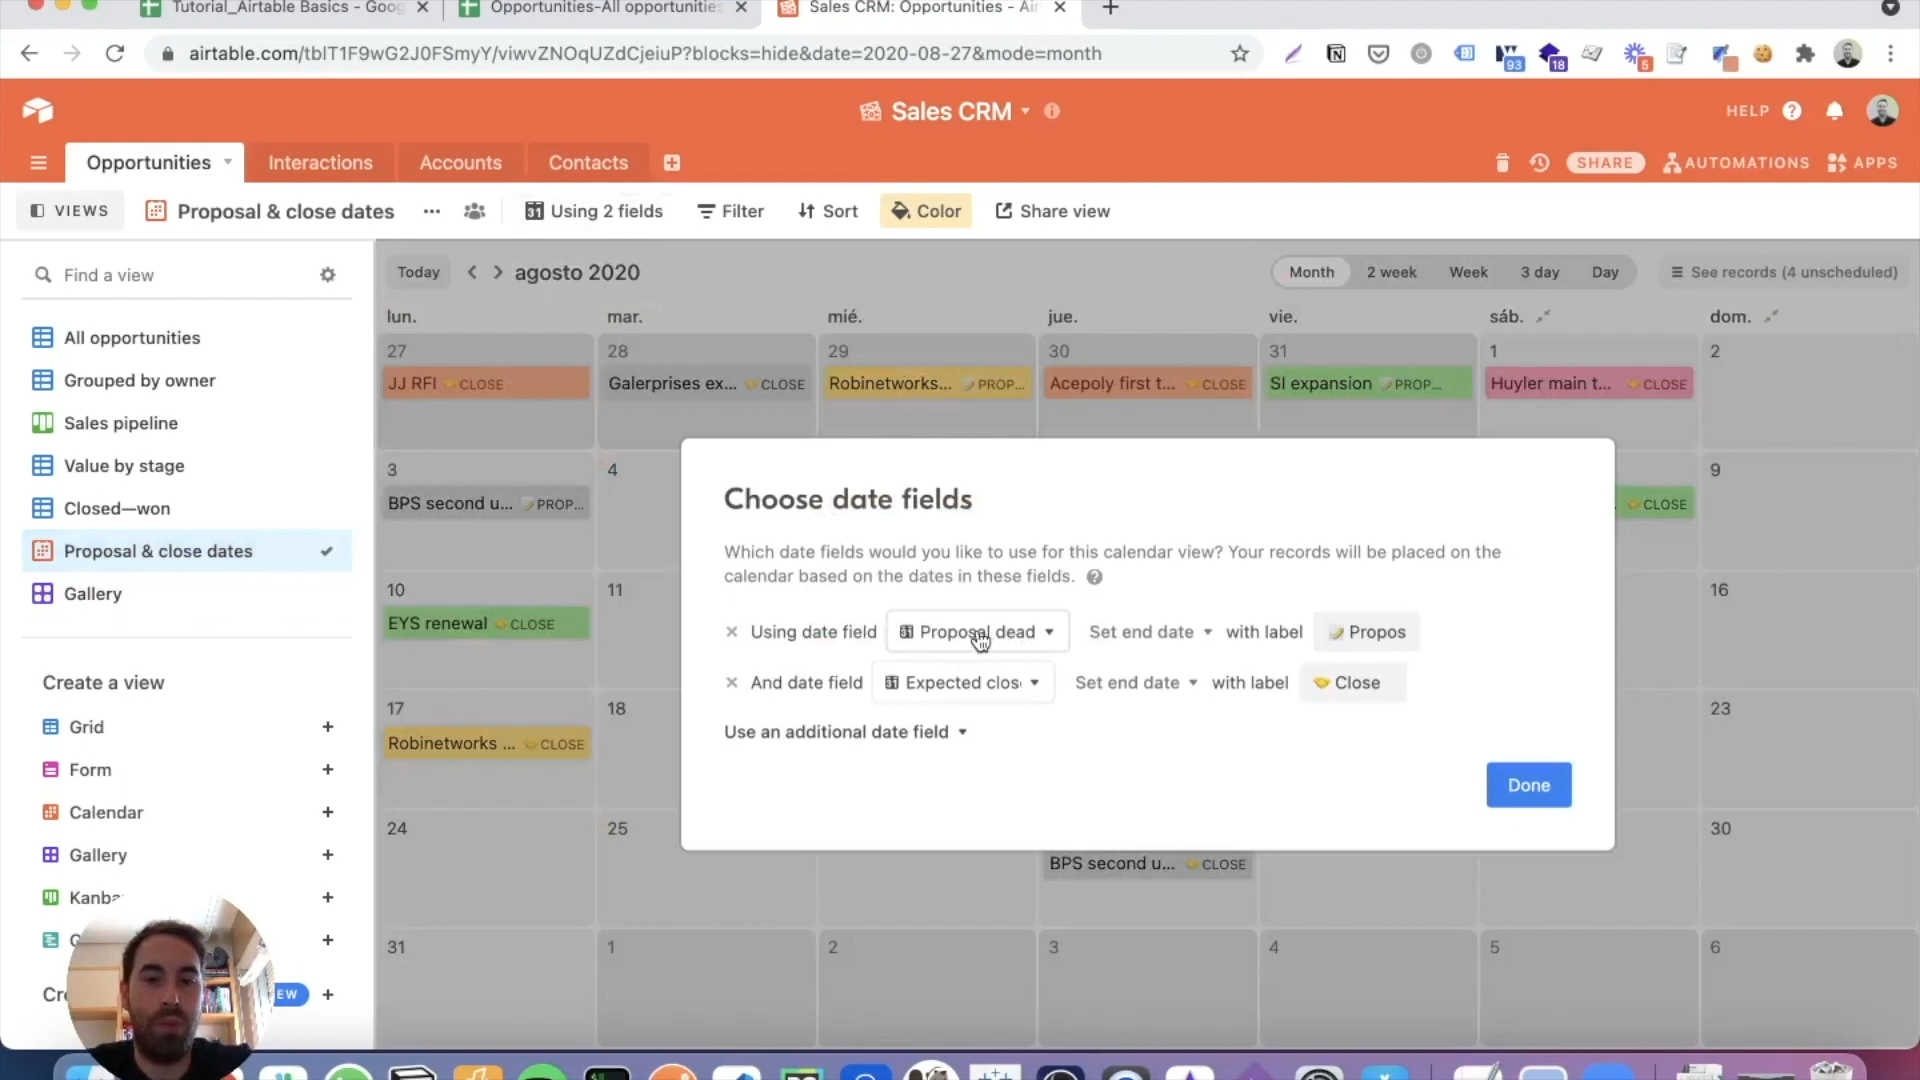 Tutorial_Airtable Basics - Goog
Opportunities-All opportunities
Sales CRM: Opportunities - Air
airtable.com/tblT1F9wG2J0FSmyY/viwvZNOqUZdCjeiuP?blocks=hide&date=2020-08-27&mode=month
93
18
5
Sales CRM
HELP
Opportunities
Interactions
Accounts
Contacts
SHARE
AUTOMATIONS
APPS
VIEWS
Proposal & close dates
31 Using 2 fields
Filter
Sort
Color
Share view
Find a view
Today
agosto 2020
Month
2 week
Week
3 day
Day
See records (4 unscheduled)
lun.
mar.
mié.
jue.
vie.
sáb.
dom.
All opportunities
Grouped by owner
Sales pipeline
Value by stage
Closed—won
Proposal & close dates
Gallery
Create a view
Grid
Form
Calendar
Gallery
Kanba
EW
27
28
29
30
31
1
2
JJ RFI CLOSE
Galerprises ex... CLOSE
Robinetworks... PROP...
Acepoly first t... CLOSE
SI expansion PROP...
Huyler main t... CLOSE
3
4
9
BPS second u... PROP...
CLOSE
10
11
16
EYS renewal CLOSE
17
18
23
Robinetworks ... CLOSE
24
25
30
BPS second u... CLOSE
31
1
2
3
4
5
6
Choose date fields
Which date fields would you like to use for this calendar view? Your records will be placed on the
calendar based on the dates in these fields.
Using date field Proposal dead Set end date with label Propos
And date field Expected clos Set end date with label Close
Use an additional date field
Done